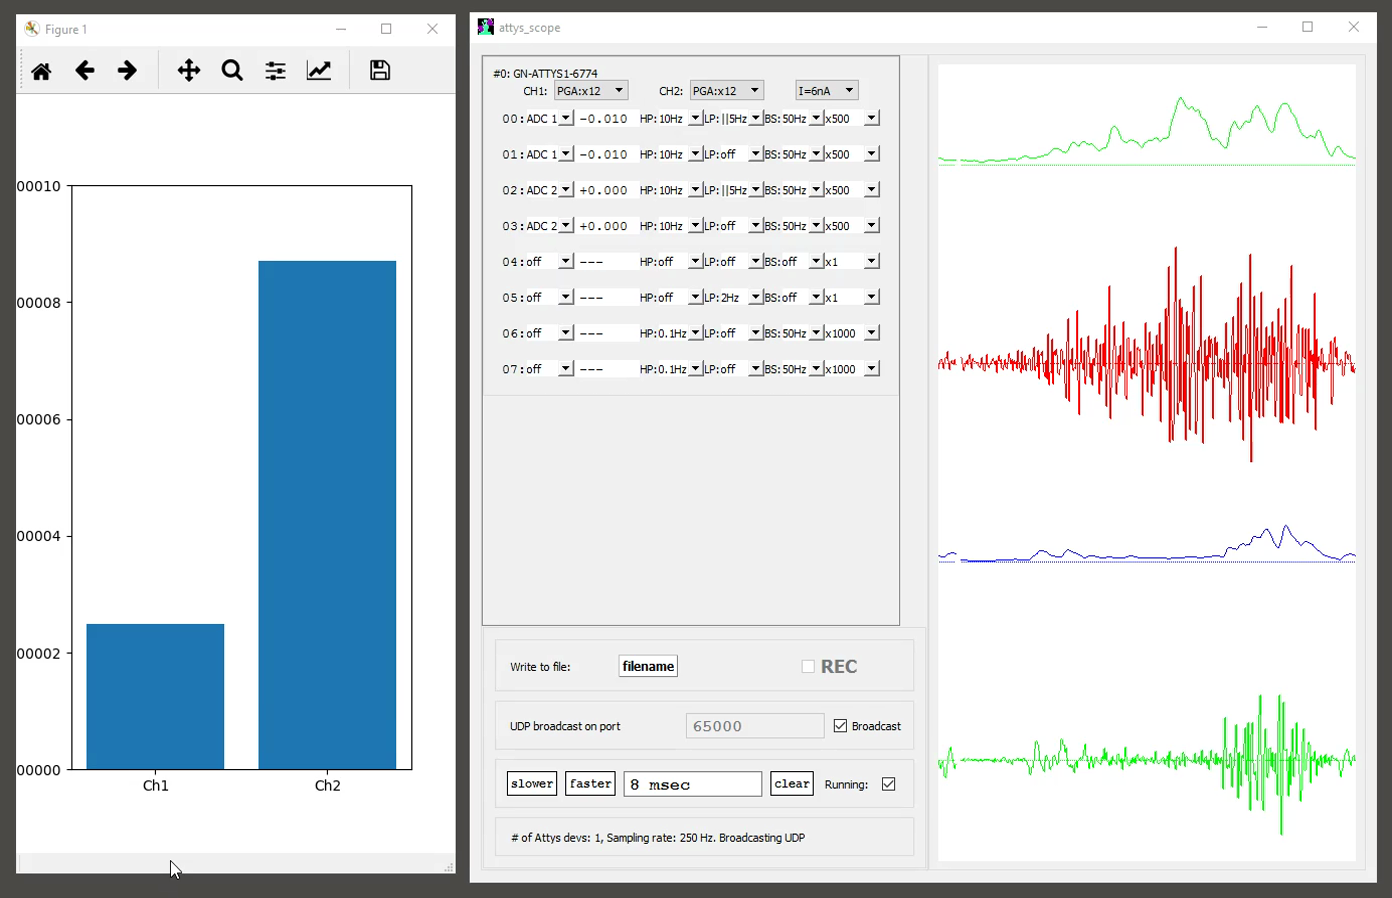 Figure 1
00010
00008
00006
00004
00002
00000
Ch1 Ch2
attys_scope
#0: GN-ATTYS1-6774
CH1: PGA:x12 CH2: PGA:x12 I=6nA
00: ADC 1 -0.010 HP:10Hz LP:||5Hz BS:50Hz x500
01: ADC 1 -0.010 HP:10Hz LP:off BS:50Hz x500
02: ADC 2 +0.000 HP:10Hz LP:||5Hz BS:50Hz x500
03: ADC 2 +0.000 HP:10Hz LP:off BS:50Hz x500
04: off --- HP:off LP:off BS:off x1
05: off --- HP:off LP:2Hz BS:off x1
06: off --- HP:0.1Hz LP:off BS:50Hz x1000
07: off --- HP:0.1Hz LP:off BS:50Hz x1000
Write to file: filename REC
UDP broadcast on port 65000 Broadcast
slower faster 8 msec clear Running:
# of Attys devs: 1, Sampling rate: 250 Hz. Broadcasting UDP